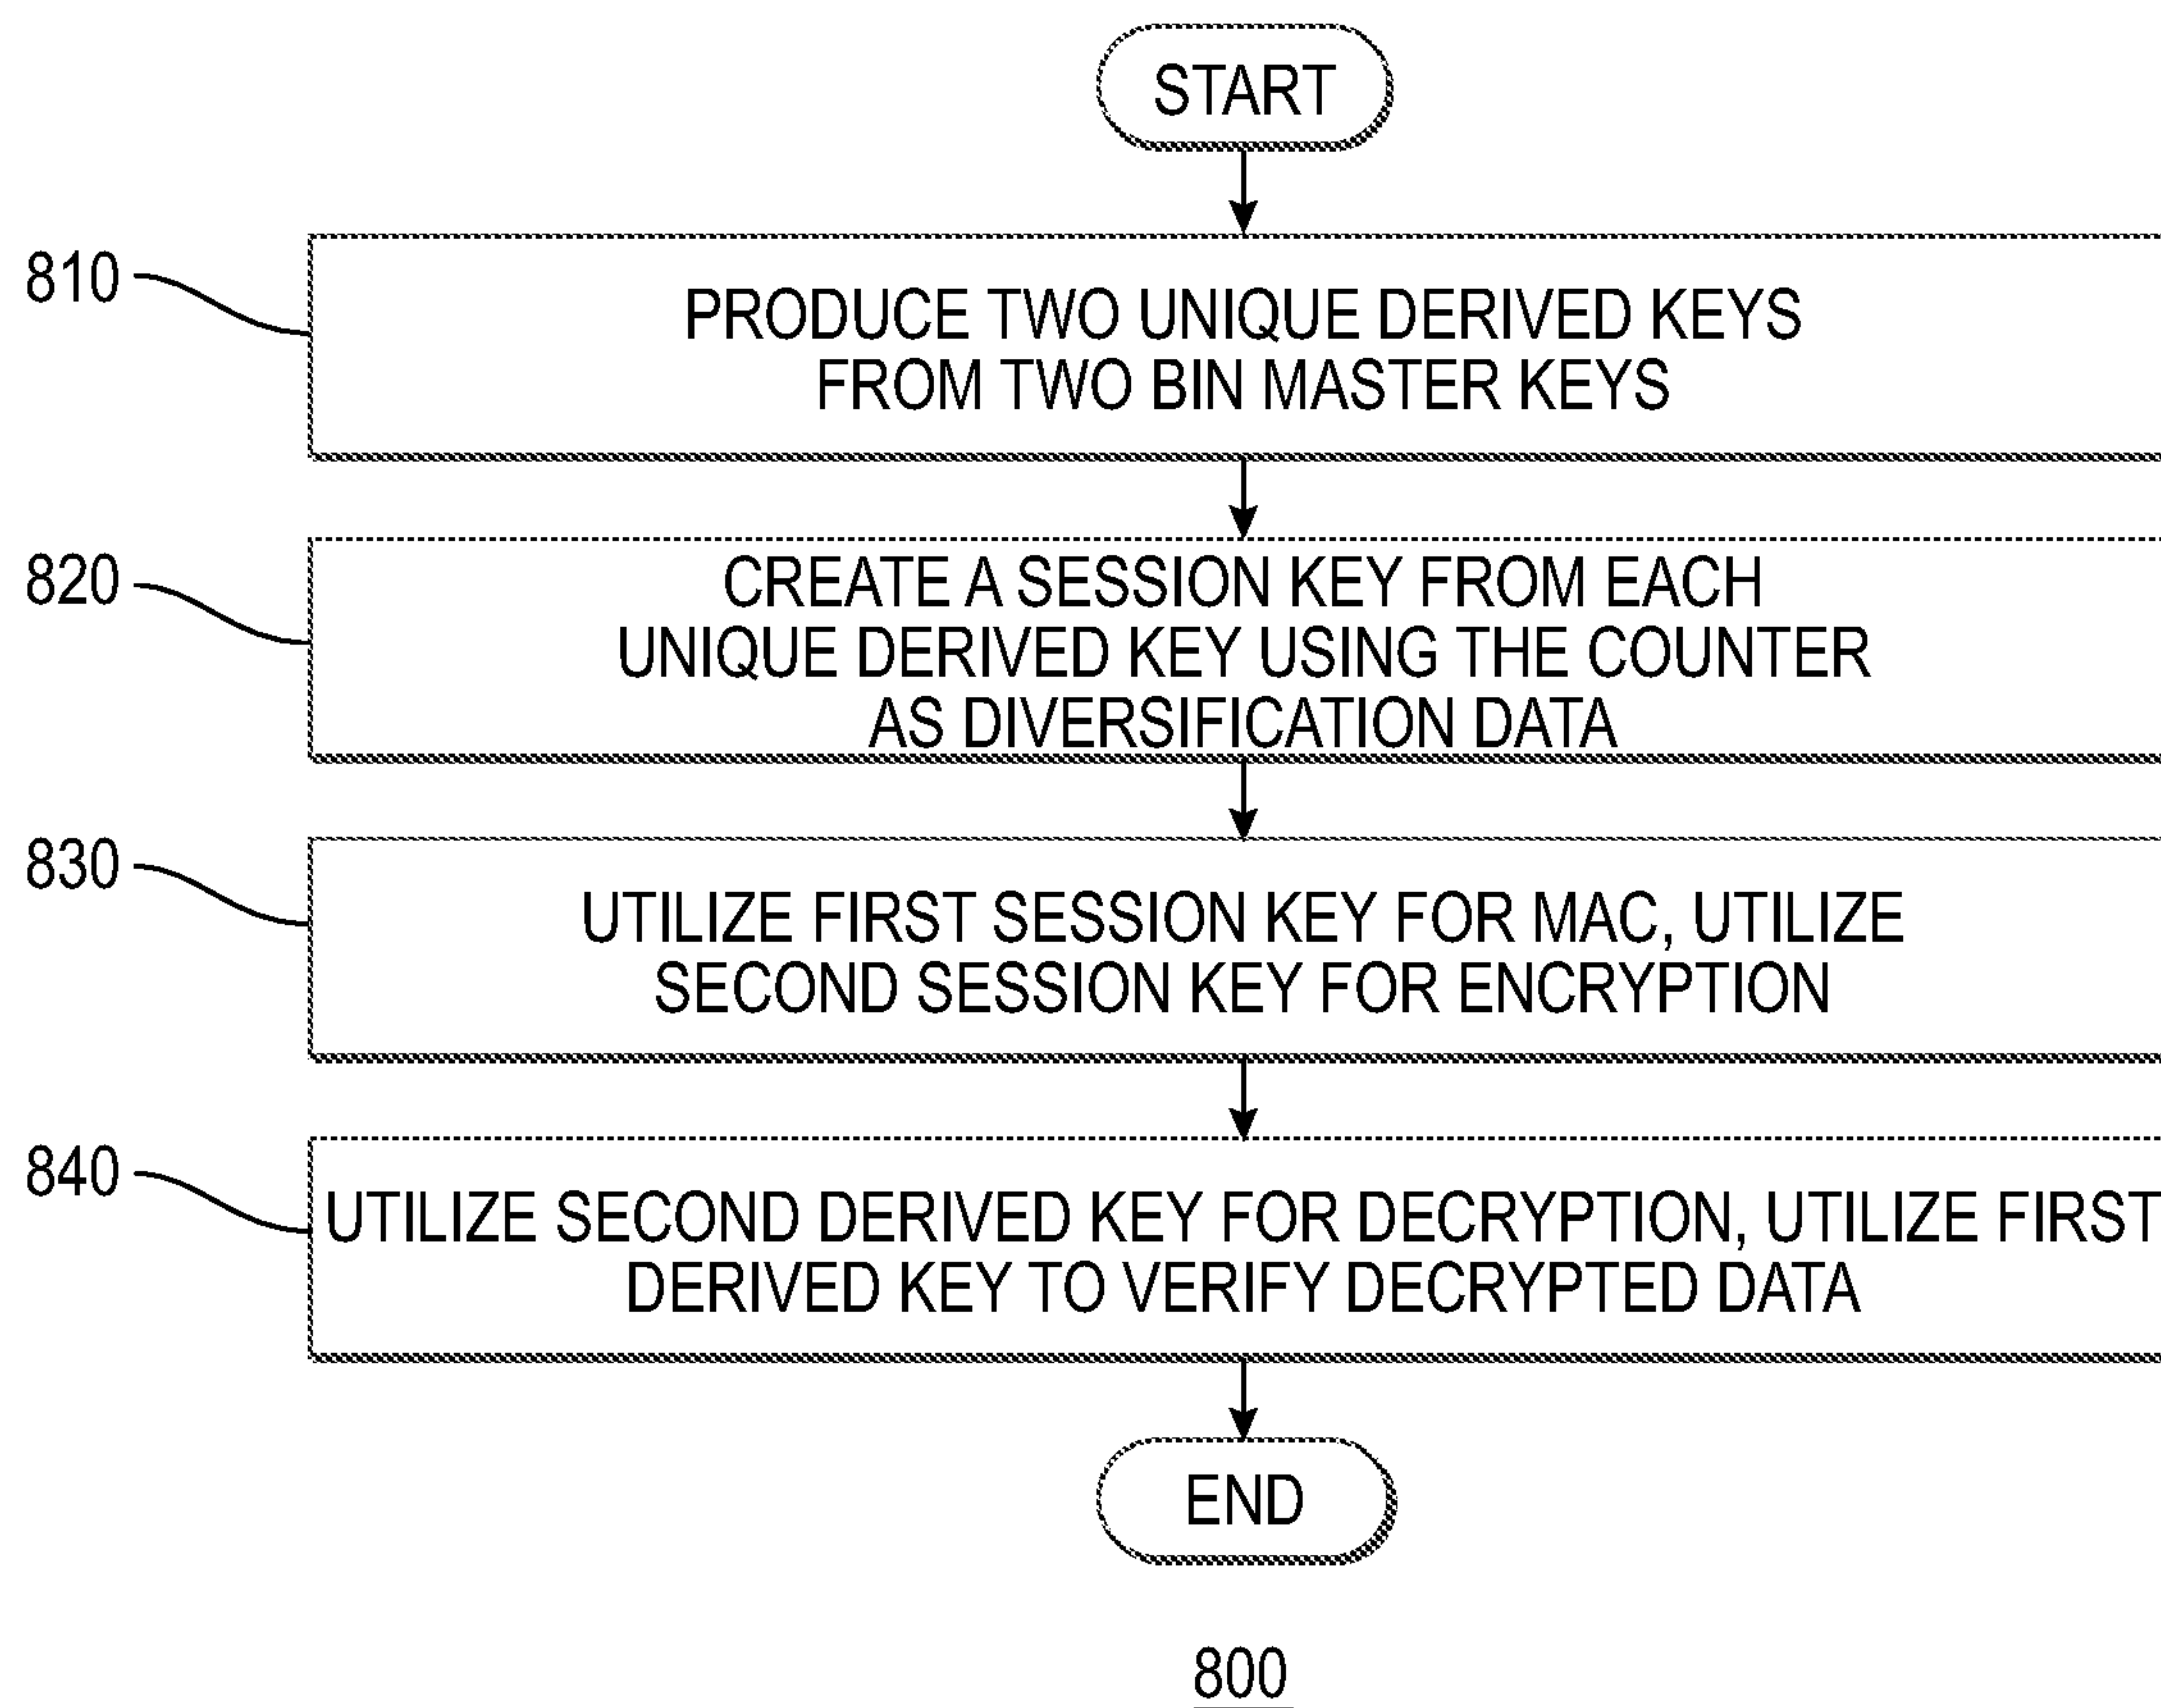 START
810
PRODUCE TWO UNIQUE DERIVED KEYS
FROM TWO BIN MASTER KEYS
820
CREATE A SESSION KEY FROM EACH
UNIQUE DERIVED KEY USING THE COUNTER
AS DIVERSIFICATION DATA
830
UTILIZE FIRST SESSION KEY FOR MAC, UTILIZE
SECOND SESSION KEY FOR ENCRYPTION
840
UTILIZE SECOND DERIVED KEY FOR DECRYPTION, UTILIZE FIRST
DERIVED KEY TO VERIFY DECRYPTED DATA
END
800